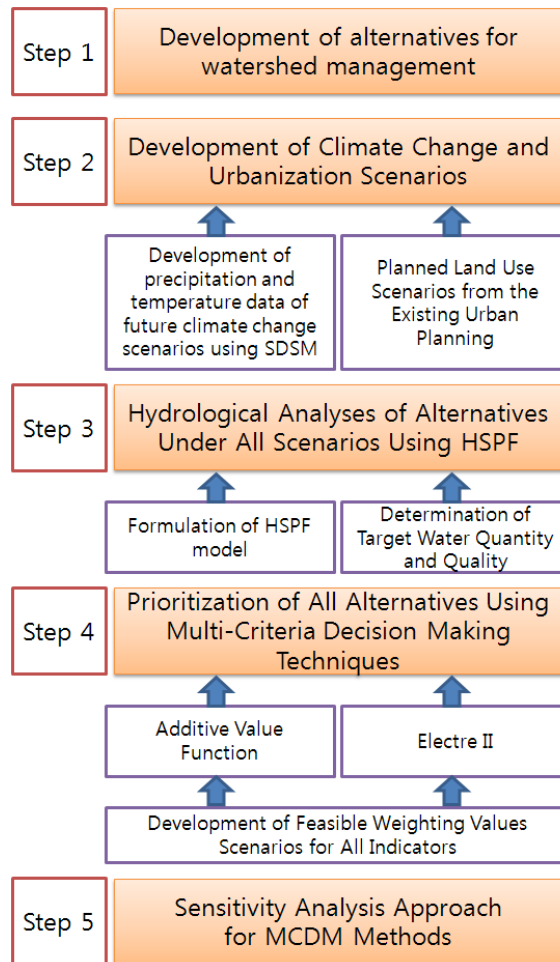 Step 1
Development of alternatives for
watershed management
Step 2
Development of Climate Change and
Urbanization Scenarios
Development of
precipitation and
temperature data of
future climate change
scenarios using SDSM
Planned Land Use
Scenarios from the
Existing Urban
Planning
Step 3
Hydrological Analyses of Alternatives
Under All Scenarios Using HSPF
Formulation of HSPF
model
Determination of
Target Water Quantity
and Quality
Step 4
Prioritization of All Alternatives Using
Multi-Criteria Decision Making
Techniques
Additive Value
Function
Electre II
Development of Feasible Weighting Values
Scenarios for All Indicators
Step 5
Sensitivity Analysis Approach
for MCDM Methods